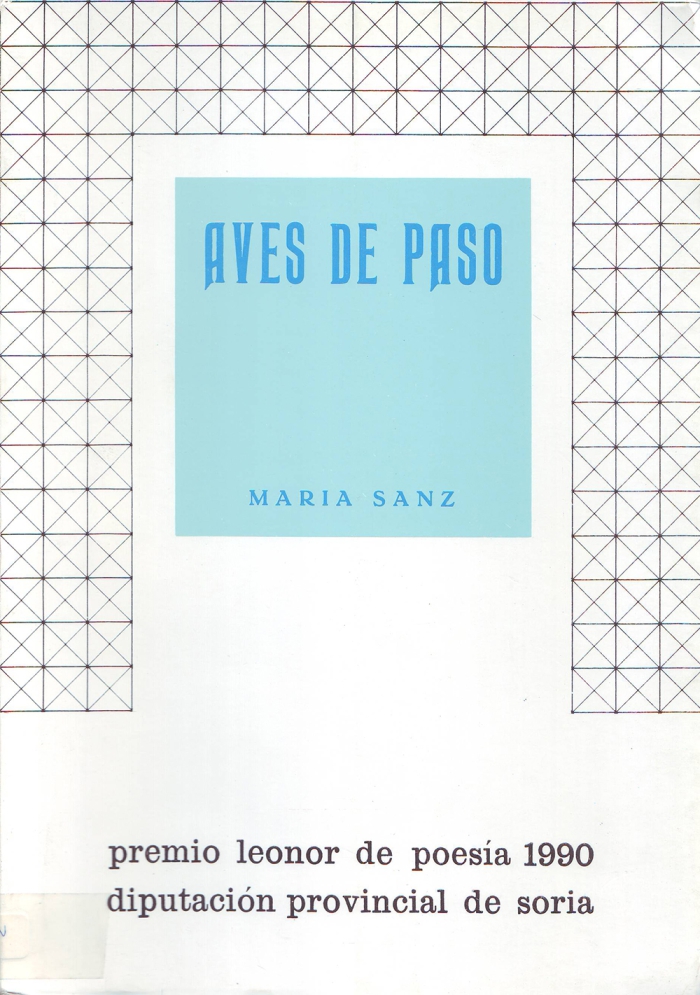 AVES DE PASO
MARIA SANZ
premio leonor de poesía 1990
diputación provincial de soria